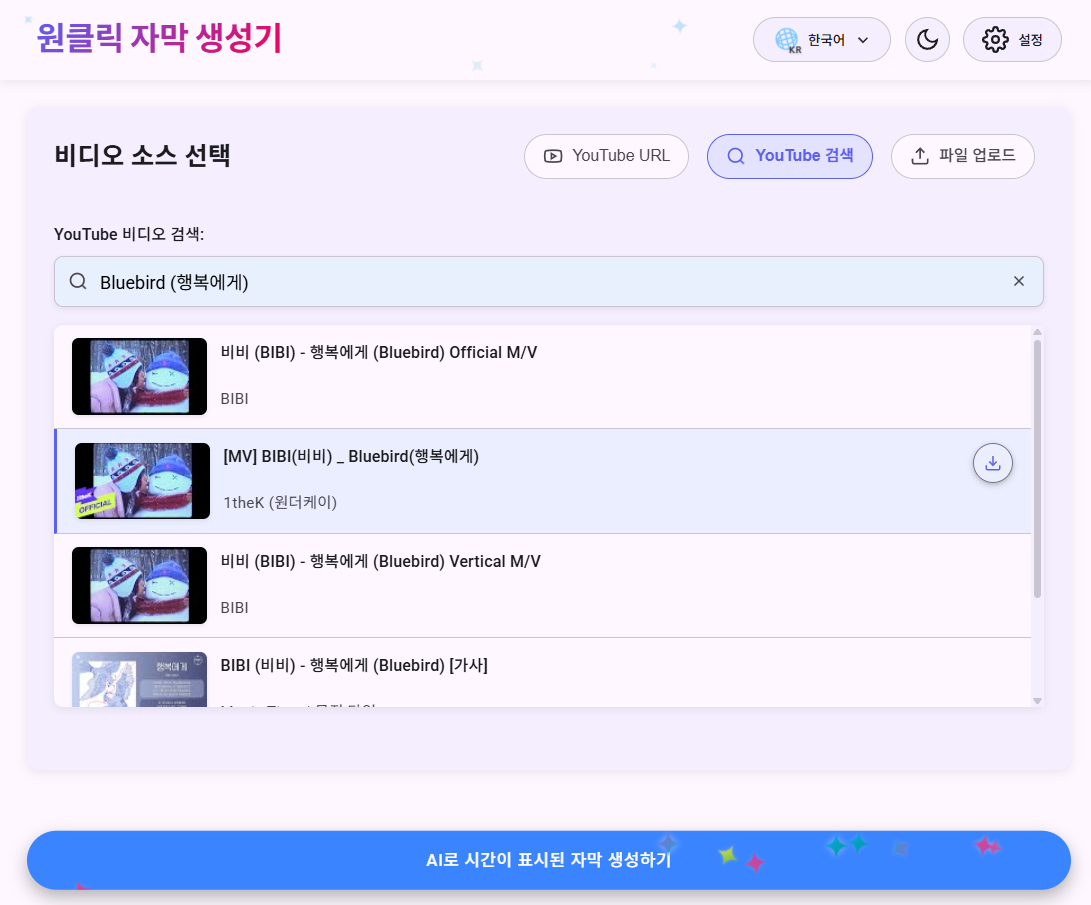 원클릭 자막 생성기
KR 한국어
설정
비디오 소스 선택
YouTube URL
YouTube 검색
파일 업로드
YouTube 비디오 검색:
Bluebird (행복에게)
비비 (BIBI) - 행복에게 (Bluebird) Official M/V
BIBI
[MV] BIBI(비비) _ Bluebird(행복에게)
OFFICIAL
1theK (원더케이)
비비 (BIBI) - 행복에게 (Bluebird) Vertical M/V
BIBI
BIBI (비비) - 행복에게 (Bluebird) [가사]
행복에게
AI로 시간이 표시된 자막 생성하기